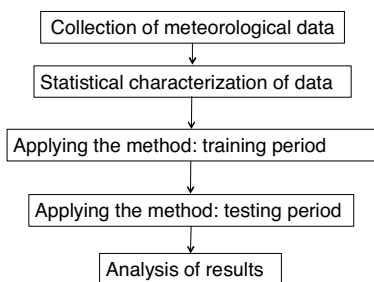 Collection of meteorological data
Statistical characterization of data
Applying the method: training period
Applying the method: testing period
Analysis of results